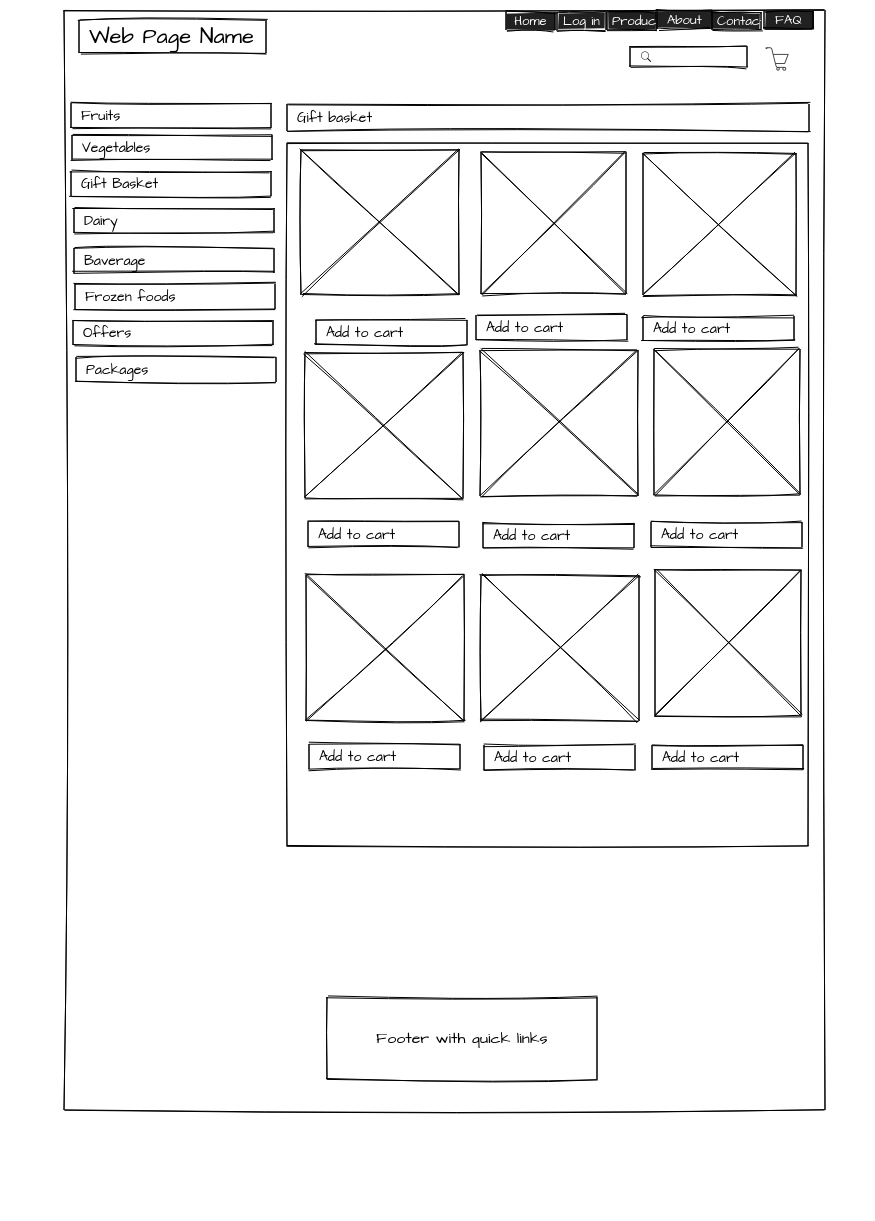 Home Log in Produc About Contac FAQ
Web Page Name
Fruits
Vegetables
Gift Basket
Dairy
Baverage
Frozen foods
Offers
Packages
Gift basket
Add to cart Add to cart Add to cart
Add to cart Add to cart Add to cart
Add to cart Add to cart Add to cart
Footer with quick links